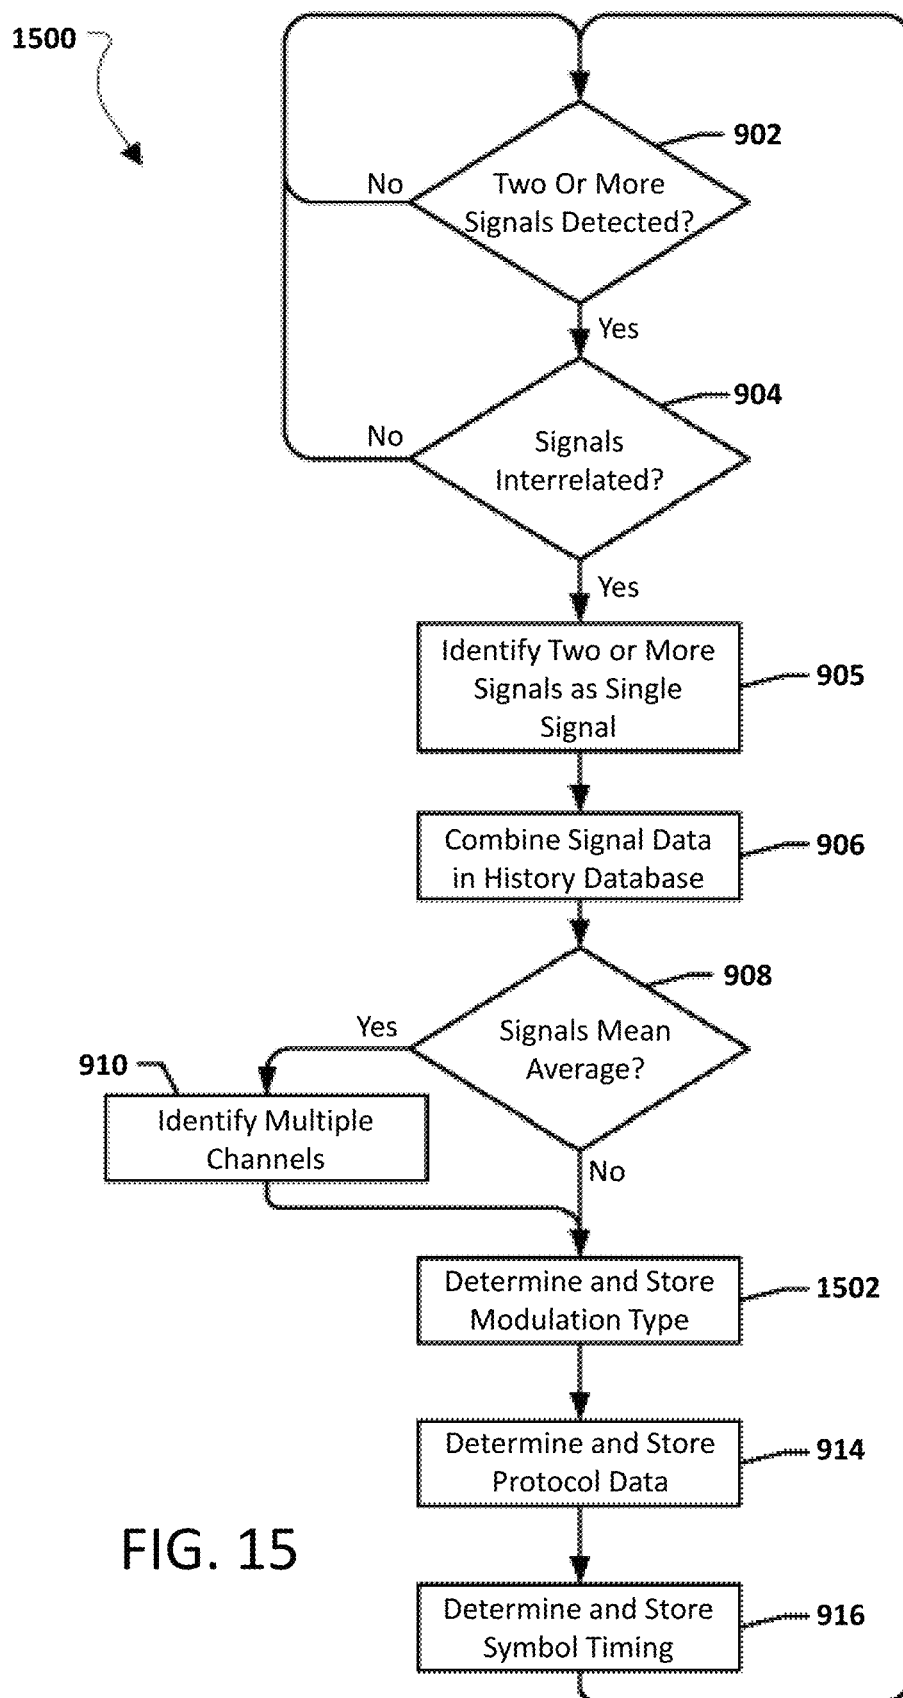 1500
902
Two Or More
Signals Detected?
No
Yes
904
Signals
Interrelated?
No
Yes
Identify Two or More
Signals as Single
Signal
905
Combine Signal Data
in History Database
906
908
Signals Mean
Average?
Yes
910
Identify Multiple
Channels
No
Determine and Store
Modulation Type
1502
Determine and Store
Protocol Data
914
FIG. 15
Determine and Store
Symbol Timing
916